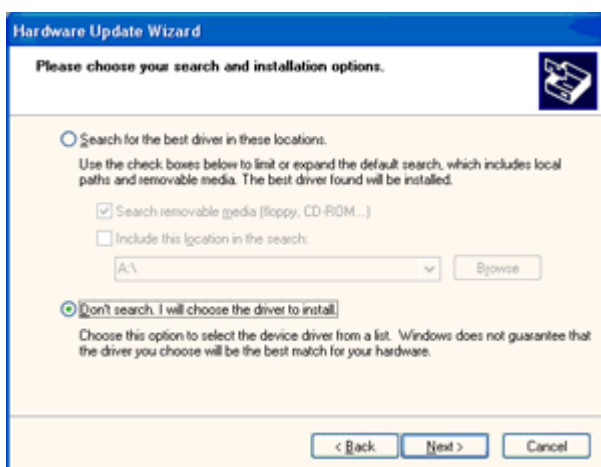 Hardware Update Wizard
Please choose your search and installation options.
Search for the best driver in these locations.
Use the check boxes below to limit or expand the default search, which includes local
paths and removable media. The best driver found will be installed.
Search removable media (floppy, CD-ROM...)
Include this location in the search:
A:\
Browse
Don't search. I will choose the driver to install.
Choose this option to select the device driver from a list. Windows does not guarantee that
the driver you choose will be the best match for your hardware.
< Back
Next >
Cancel